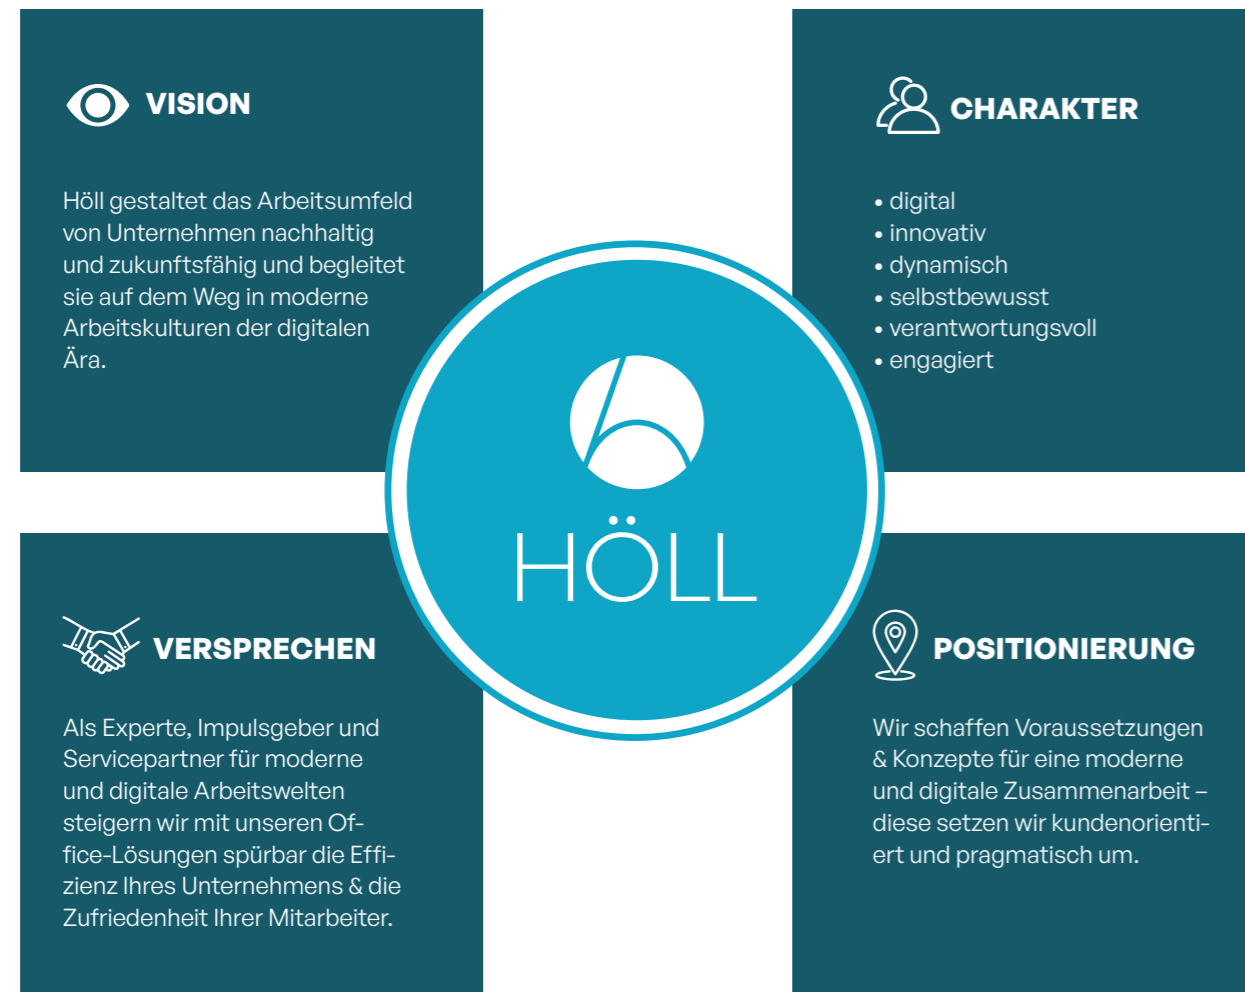 VISION
Höll gestaltet das Arbeitsumfeld
von Unternehmen nachhaltig
und zukunftsfähig und begleitet
sie auf dem Weg in moderne
Arbeitskulturen der digitalen
Ära.
CHARAKTER
• digital
• innovativ
• dynamisch
• selbstbewusst
• verantwortungsvoll
• engagiert
HÖLL
VERSPRECHEN
Als Experte, Impulsgeber und
Servicepartner für moderne
und digitale Arbeitswelten
steigern wir mit unseren Of-
fice-Lösungen spürbar die Effi-
zienz Ihres Unternehmens & die
Zufriedenheit Ihrer Mitarbeiter.
POSITIONIERUNG
Wir schaffen Voraussetzungen
& Konzepte für eine moderne
und digitale Zusammenarbeit –
diese setzen wir kundenorienti-
ert und pragmatisch um.